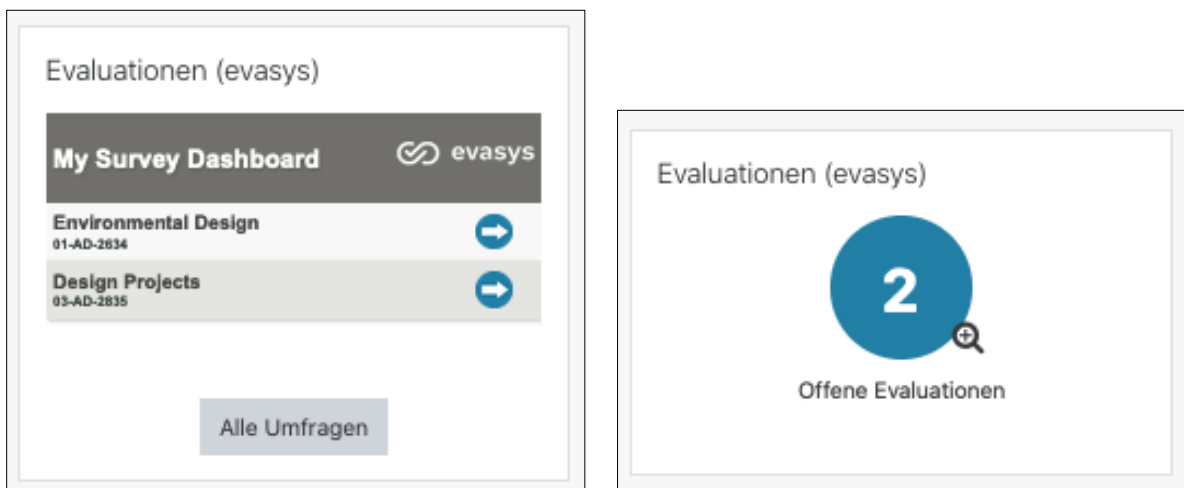 Evaluationen (evasys)
My Survey Dashboard
evasys
Environmental Design
01-AD-2634
Design Projects
03-AD-2835
Alle Umfragen
Evaluationen (evasys)
2
Offene Evaluationen